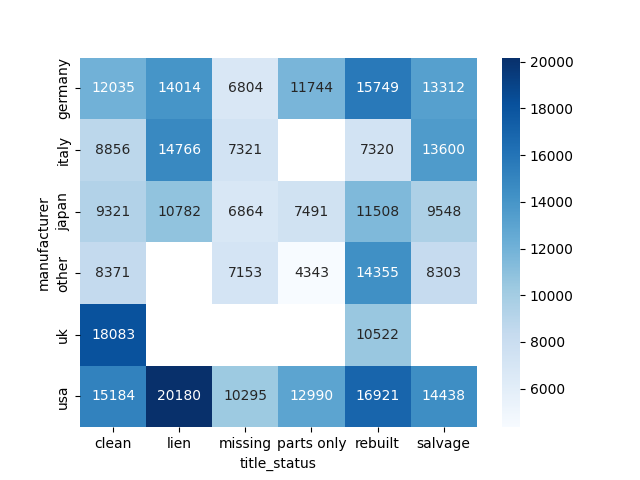 manufacturer
germany 12035 14014 6804 11744 15749 13312
italy 8856 14766 7321 7320 13600
japan 9321 10782 6864 7491 11508 9548
other 8371 7153 4343 14355 8303
uk 18083 10522
usa 15184 20180 10295 12990 16921 14438
clean lien missing parts only rebuilt salvage
title_status
20000
18000
16000
14000
12000
10000
8000
6000